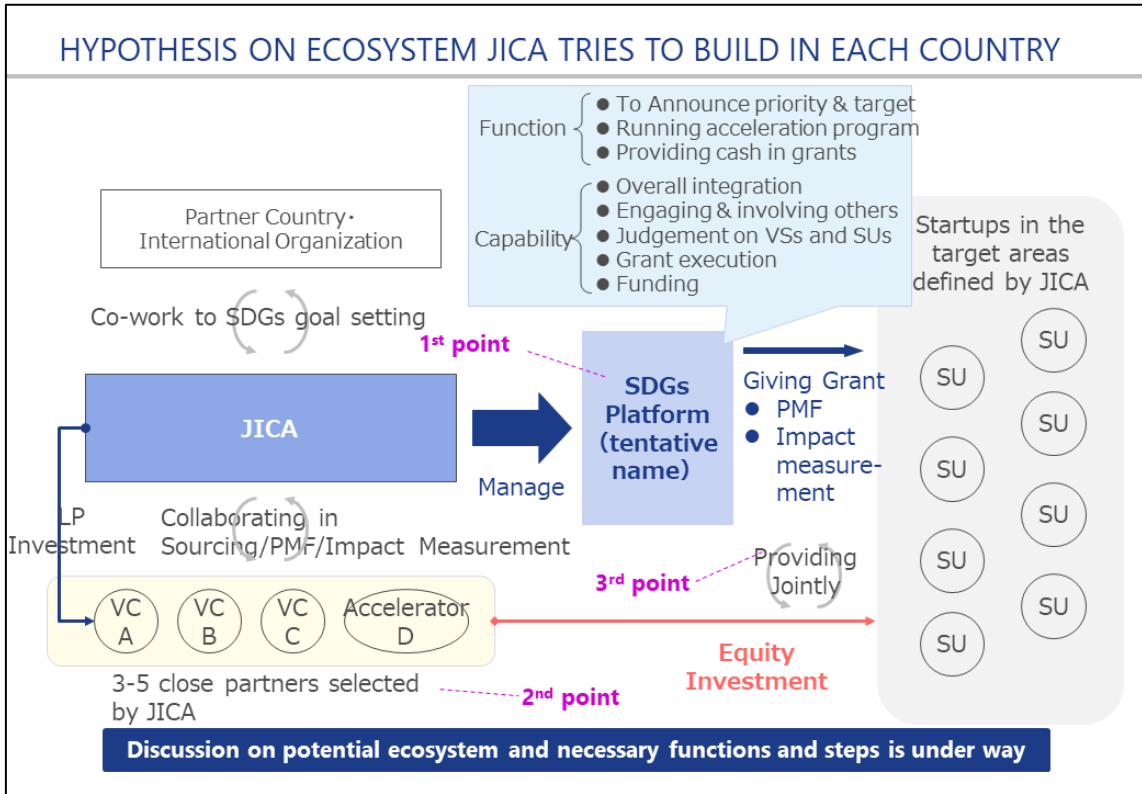 HYPOTHESIS ON ECOSYSTEM JICA TRIES TO BUILD IN EACH COUNTRY
Function
● To Announce priority & target
● Running acceleration program
● Providing cash in grants
Capability
● Overall integration
● Engaging & involving others
● Judgement on VSs and SUs
● Grant execution
● Funding
Partner Country・
International Organization
Co-work to SDGs goal setting
JICA
Manage
1st point
SDGs
Platform
(tentative
name)
Giving Grant
● PMF
● Impact
measure-
ment
Startups in the
target areas
defined by JICA
SU
SU
SU
SU
SU
SU
SU
SU
LP
Investment
Collaborating in
Sourcing/PMF/Impact Measurement
VC
A
VC
B
VC
C
Accelerator
D
3rd point
Providing
Jointly
Equity
Investment
3-5 close partners selected
by JICA
2nd point
Discussion on potential ecosystem and necessary functions and steps is under way